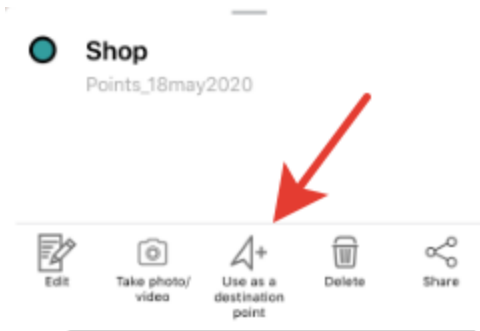 Shop
Points_18may2020
Edit
Take photo/
video
Use as a
destination
point
Delete
Share